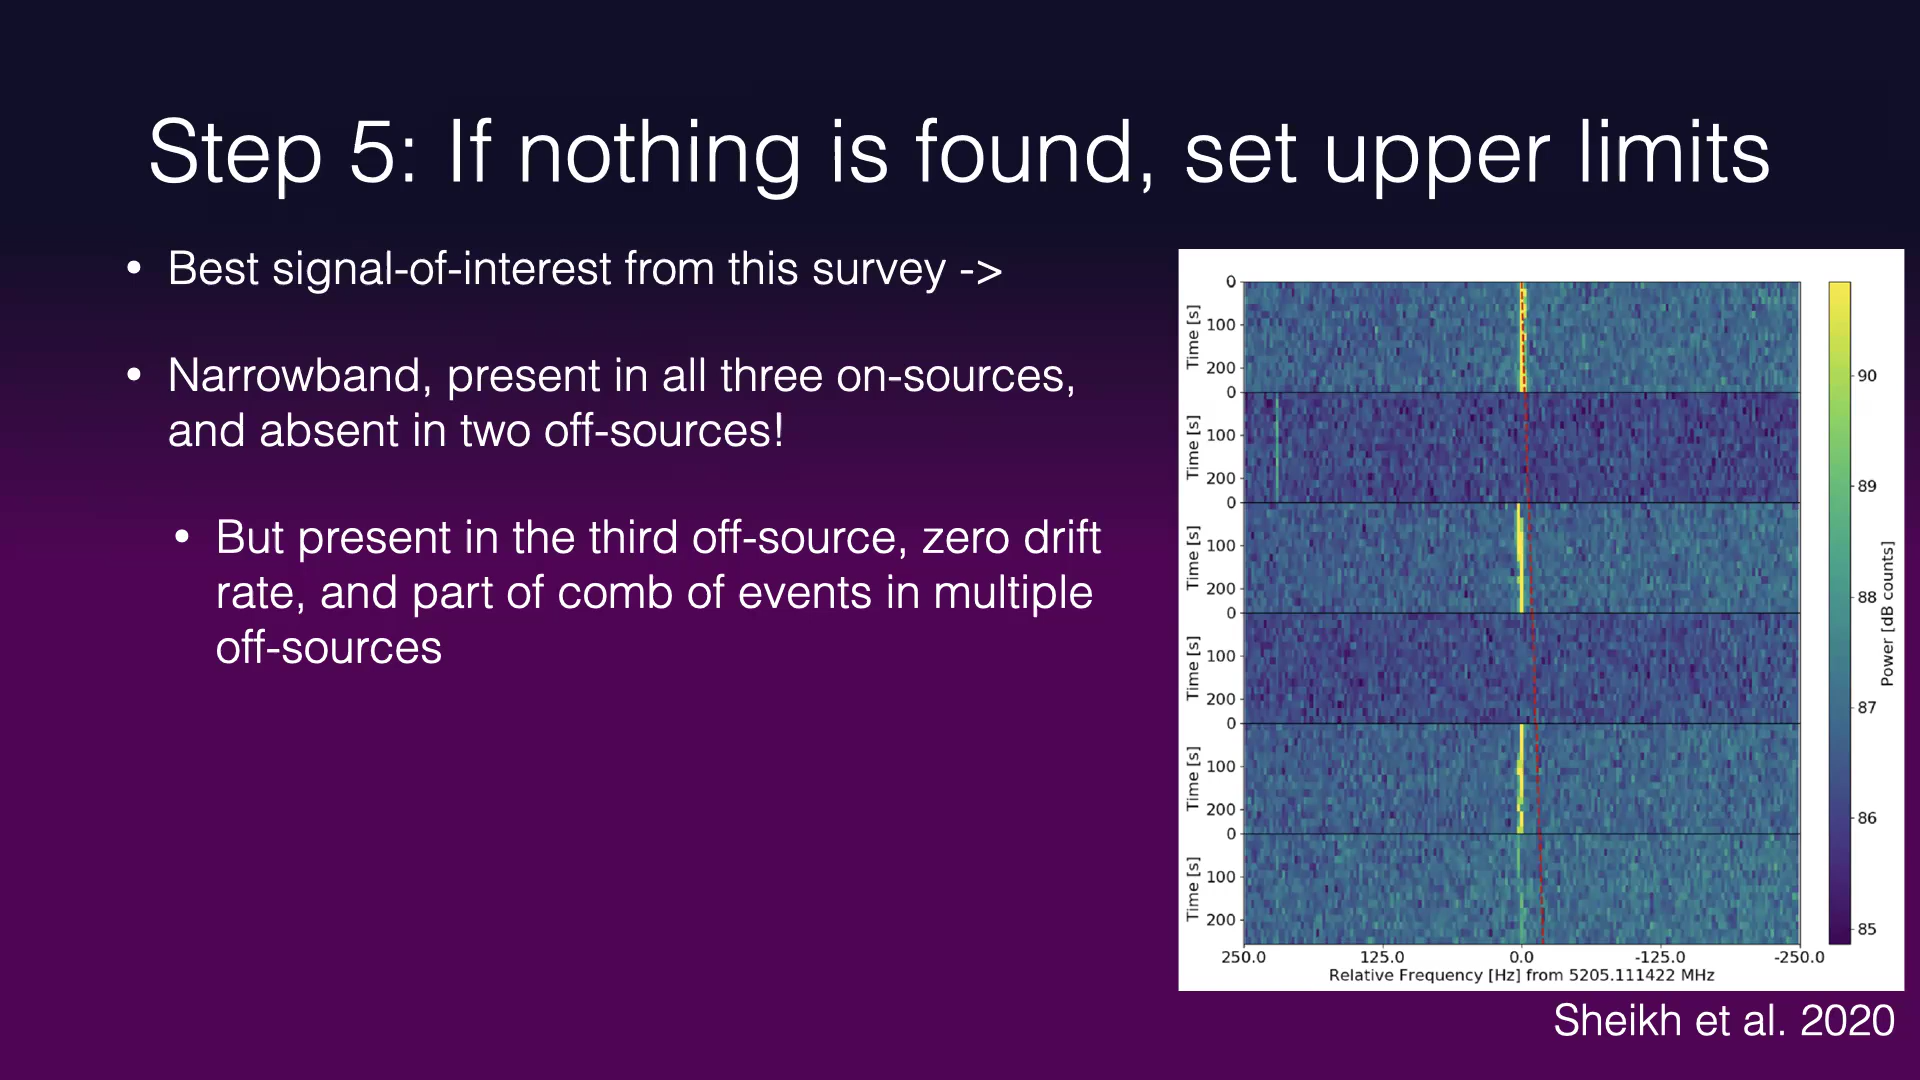 Step 5: If nothing is found, set upper limits
• Best signal-of-interest from this survey ->
• Narrowband, present in all three on-sources,
and absent in two off-sources!
• But present in the third off-source, zero drift
rate, and part of comb of events in multiple
off-sources
0
100
200
Time [s]
0
100
200
Time [s]
0
100
200
Time [s]
0
100
200
Time [s]
0
100
200
Time [s]
0
100
200
Time [s]
250.0 125.0 0.0 -125.0 -250.0
Relative Frequency [Hz] from 5205.111422 MHz
90
89
88
87
86
85
Power [dB counts]
Sheikh et al. 2020